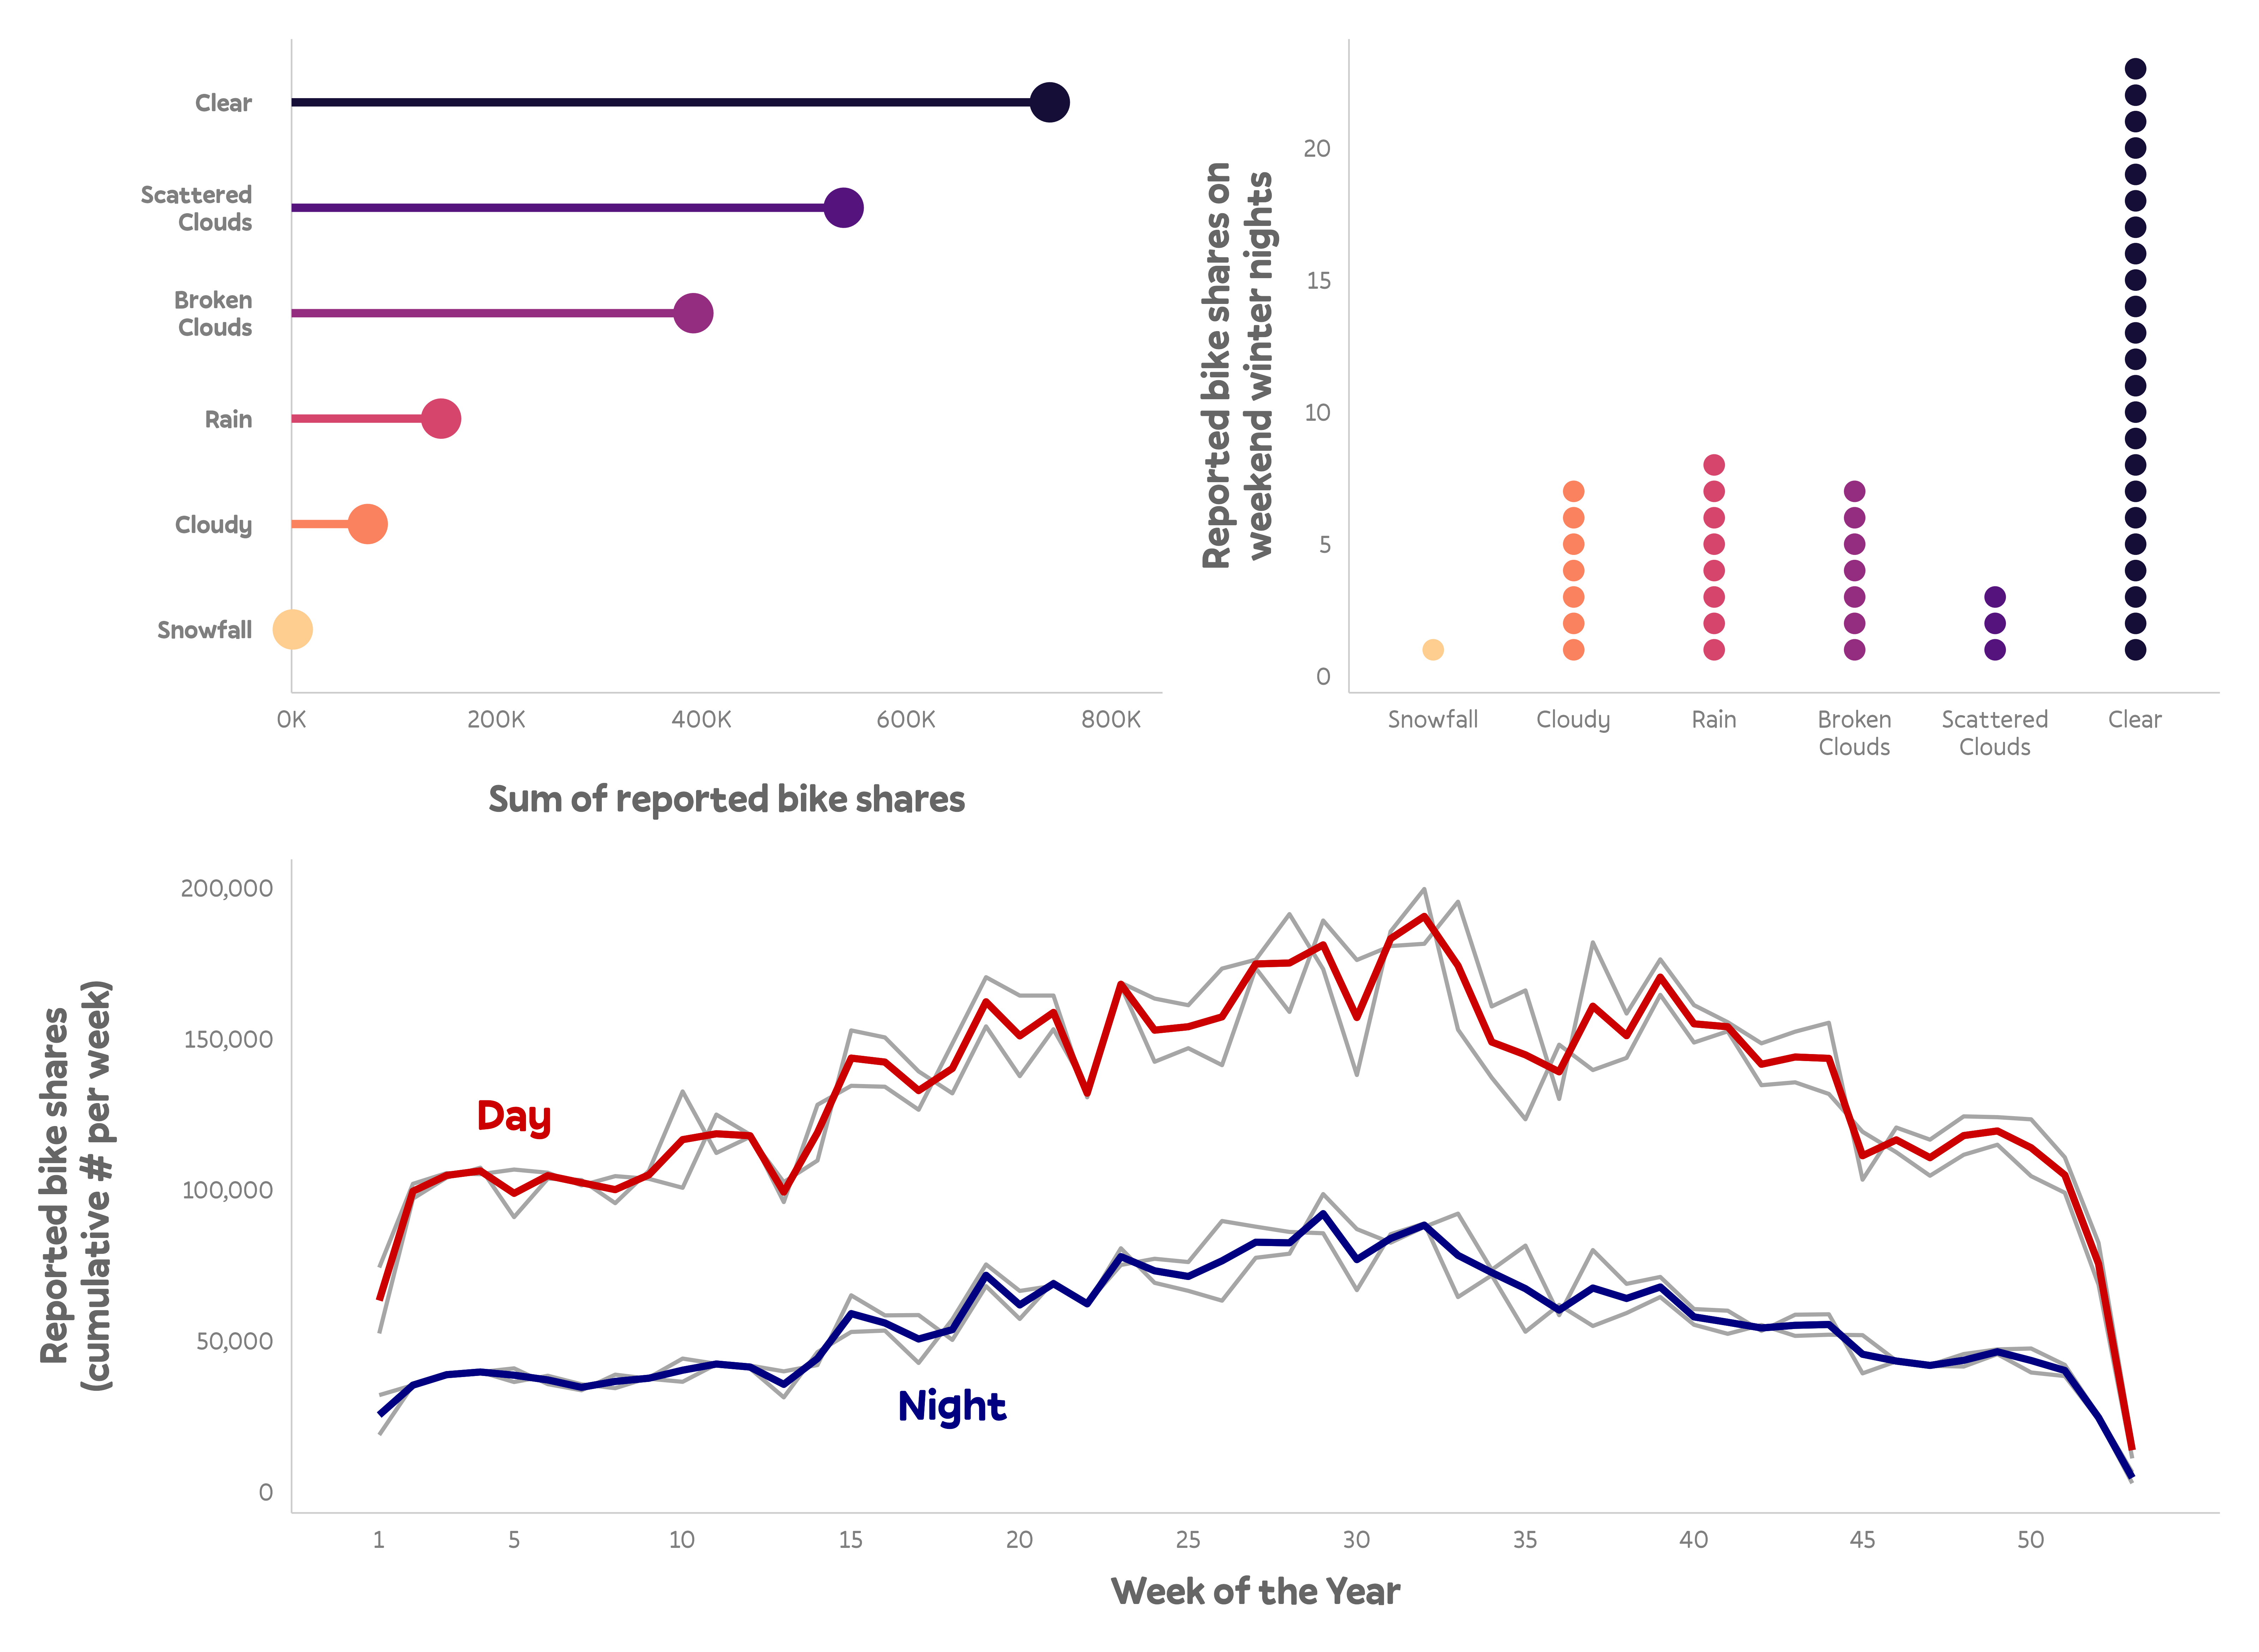 Clear
Scattered
Clouds
Broken
Clouds
Rain
Cloudy
Snowfall
0K 200K 400K 600K 800K
Sum of reported bike shares
Reported bike shares on
weekend winter nights
20
15
10
5
0
Snowfall Cloudy Rain Broken Scattered Clear
Clouds Clouds
Reported bike shares
(cumulative # per week)
200,000
150,000
100,000
50,000
0
Day
Night
1 5 10 15 20 25 30 35 40 45 50
Week of the Year